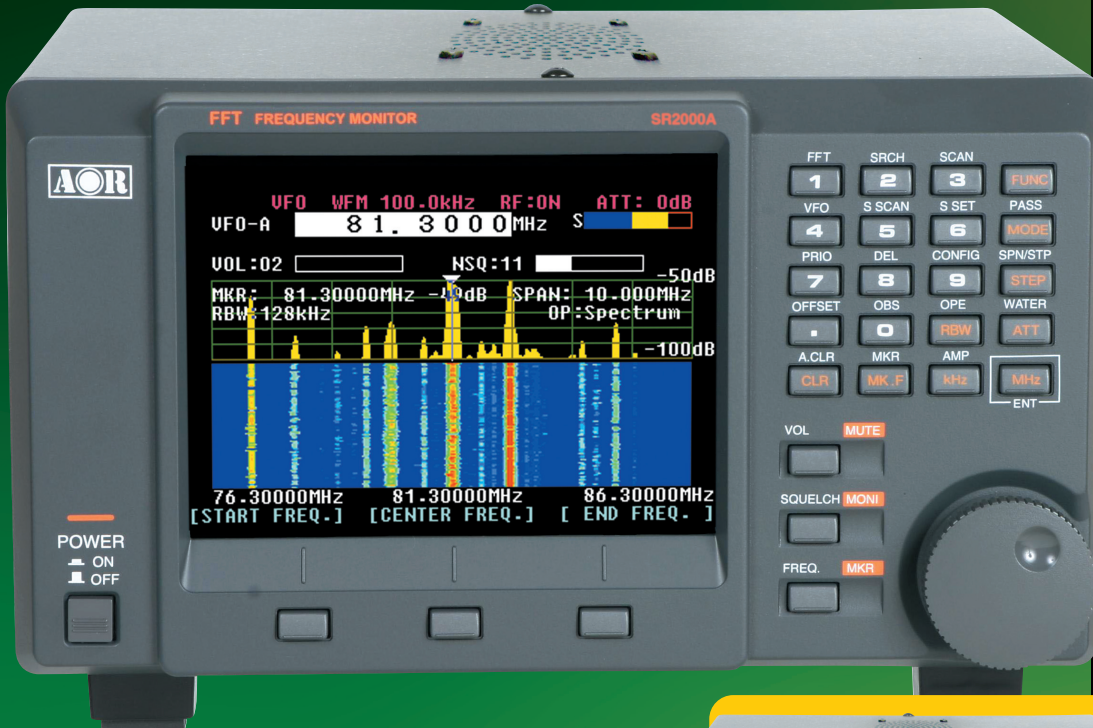 FFT FREQUENCY MONITOR SR2000A
AOR
VFO WFM 100.0kHz RF:ON ATT: 0dB
VFO-A 81.3000MHz S
VOL:02 NSQ:11
-50dB
MKR: 81.30000MHz dB SPAN: 10.000MHz
RBW:128kHz OP:Spectrum
-100dB
76.30000MHz 81.30000MHz 86.30000MHz
[START FREQ.] [CENTER FREQ.] [ END FREQ. ]
POWER
ON
OFF
FFT SRCH SCAN
1 2 3 FUNC
VFO S SCAN S SET PASS
4 5 6 MODE
PRIO DEL CONFIG SPN/STP
7 8 9 STEP
OFFSET OBS OPE WATER
. 0 RBW ATT
A.CLR MKR AMP
CLR MK.F kHz MHz
ENT
VOL MUTE
SQUELCH MONI
FREQ. MKR